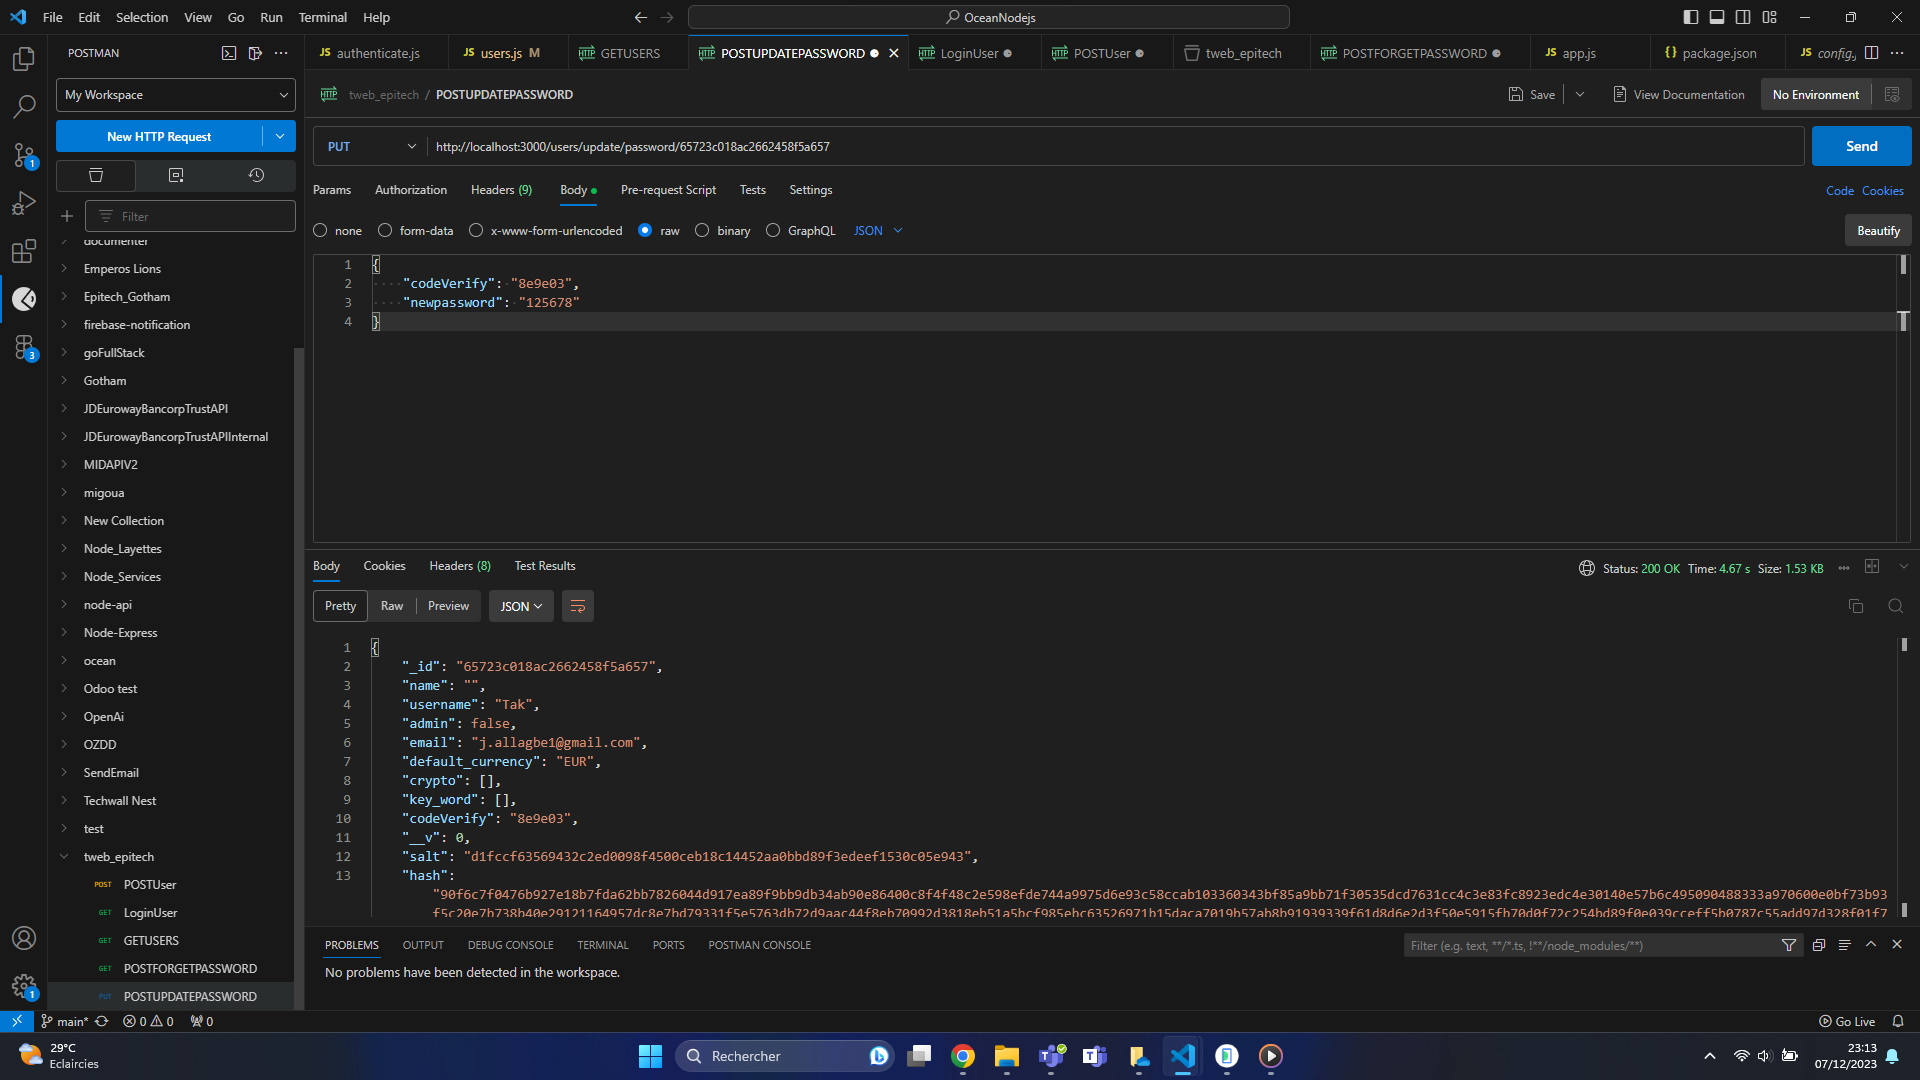 File Edit Selection View Go Run Terminal Help
OceanNodejs
POSTMAN
JS authenticate.js
JS users.js M
HTTP GETUSERS
HTTP POSTUPDATEPASSWORD
HTTP LoginUser
HTTP POSTUser
tweb_epitech
HTTP POSTFORGETPASSWORD
JS app.js
{} package.json
JS config,
My Workspace
HTTP tweb_epitech / POSTUPDATEPASSWORD
Save
View Documentation
No Environment
New HTTP Request
PUT
http://localhost:3000/users/update/password/65723c018ac2662458f5a657
Send
Params Authorization Headers (9) Body Pre-request Script Tests Settings
Code Cookies
Filter
none form-data x-www-form-urlencoded raw binary GraphQL JSON
Beautify
1 {
2 "codeVerify": "8e9e03",
3 "newpassword": "125678"
4 }
documenter
Emperos Lions
Epitech_Gotham
firebase-notification
goFullStack
Gotham
JDEurowayBancorpTrustAPI
JDEurowayBancorpTrustAPIInternal
MIDAPIV2
migoua
New Collection
Node_Layettes
Node_Services
node-api
Node-Express
ocean
Odoo test
OpenAi
OZDD
SendEmail
Techwall Nest
test
tweb_epitech
POST POSTUser
GET LoginUser
GET GETUSERS
GET POSTFORGETPASSWORD
PUT POSTUPDATEPASSWORD
1
3
1
Body Cookies Headers (8) Test Results
Status: 200 OK Time: 4.67 s Size: 1.53 KB
Pretty Raw Preview JSON
1 {
2 "_id": "65723c018ac2662458f5a657",
3 "name": "",
4 "username": "Tak",
5 "admin": false,
6 "email": "j.allagbe1@gmail.com",
7 "default_currency": "EUR",
8 "crypto": [],
9 "key_word": [],
10 "codeVerify": "8e9e03",
11 "__v": 0,
12 "salt": "d1fccf63569432c2ed0098f4500ceb18c14452aa0bbd89f3edeef1530c05e943",
13 "hash":
"90f6c7f0476b927e18b7fda62bb7826044d917ea89f9bb9db34ab90e86400c8f4f48c2e598efde744a9975d6e93c58ccab103360343bf85a9bb71f30535dcd7631cc4c3e83fc8923edc4e30140e57b6c495090488333a970600e0bf73b93
f5c20e7b738b40e29121164957dc8e7bd79331f5e5763db72d9aac44f8eb70992d3818eb51a5bcf985ebc63526971b15daca7019b57ab8b91939339f61d8d6e2d3f50e5915fb70d0f72c254bd89f0e039cceff5b0787c55add97d328f01f7
PROBLEMS OUTPUT DEBUG CONSOLE TERMINAL PORTS POSTMAN CONSOLE
Filter (e.g. text, **/*.ts, !**/node_modules/**)
No problems have been detected in the workspace.
main* 0 0 0
Go Live
29°C
Eclaircies
Rechercher
23:13
07/12/2023